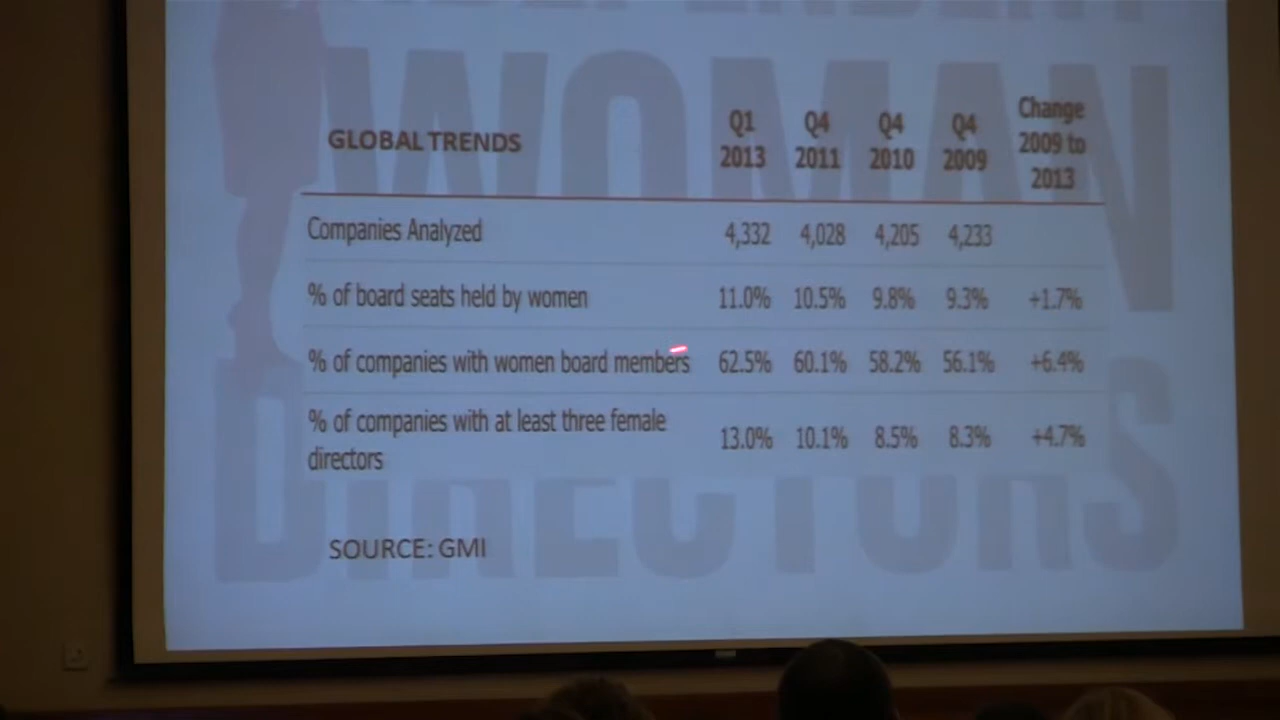 INDEPENDENT
WOMAN
DIRECTORS
GLOBAL TRENDS Q1 2013 Q4 2011 Q4 2010 Q4 2009 Change 2009 to 2013
Companies Analyzed 4,332 4,028 4,205 4,233
% of board seats held by women 11.0% 10.5% 9.8% 9.3% +1.7%
% of companies with women board members 62.5% 60.1% 58.2% 56.1% +6.4%
% of companies with at least three female
directors 13.0% 10.1% 8.5% 8.3% +4.7%
SOURCE: GMI